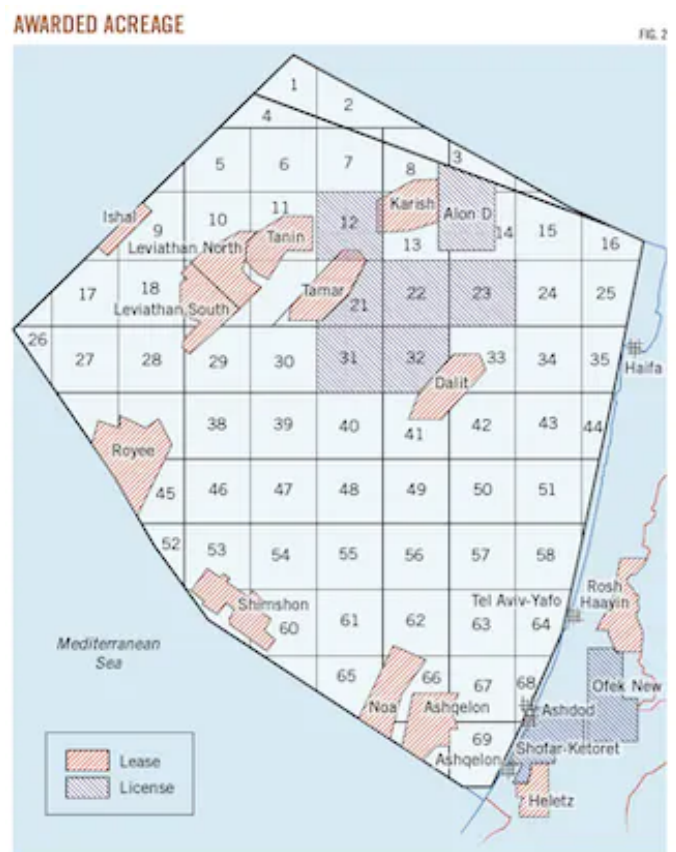 AWARDED ACREAGE
FIG. 2
1
2
4
3
5
6
7
8
Ishal
9
10
11
12
Karish
Alon D
14
15
16
Leviathan North
Tanin
13
17
18
Tamar
21
22
23
24
25
Leviathan South
26
27
28
29
30
31
32
33
34
35
Haifa
Dalit
38
39
40
41
42
43
44
Royee
45
46
47
48
49
50
51
52
53
54
55
56
57
58
Rosh
Haayin
Tel Aviv-Yafo
Shimshon
60
61
62
63
64
Mediterranean
Sea
65
66
67
68
Ofek New
Noa
Ashqelon
Ashdod
69
Shofar-Ketoret
Ashqelon
Lease
License
Heletz